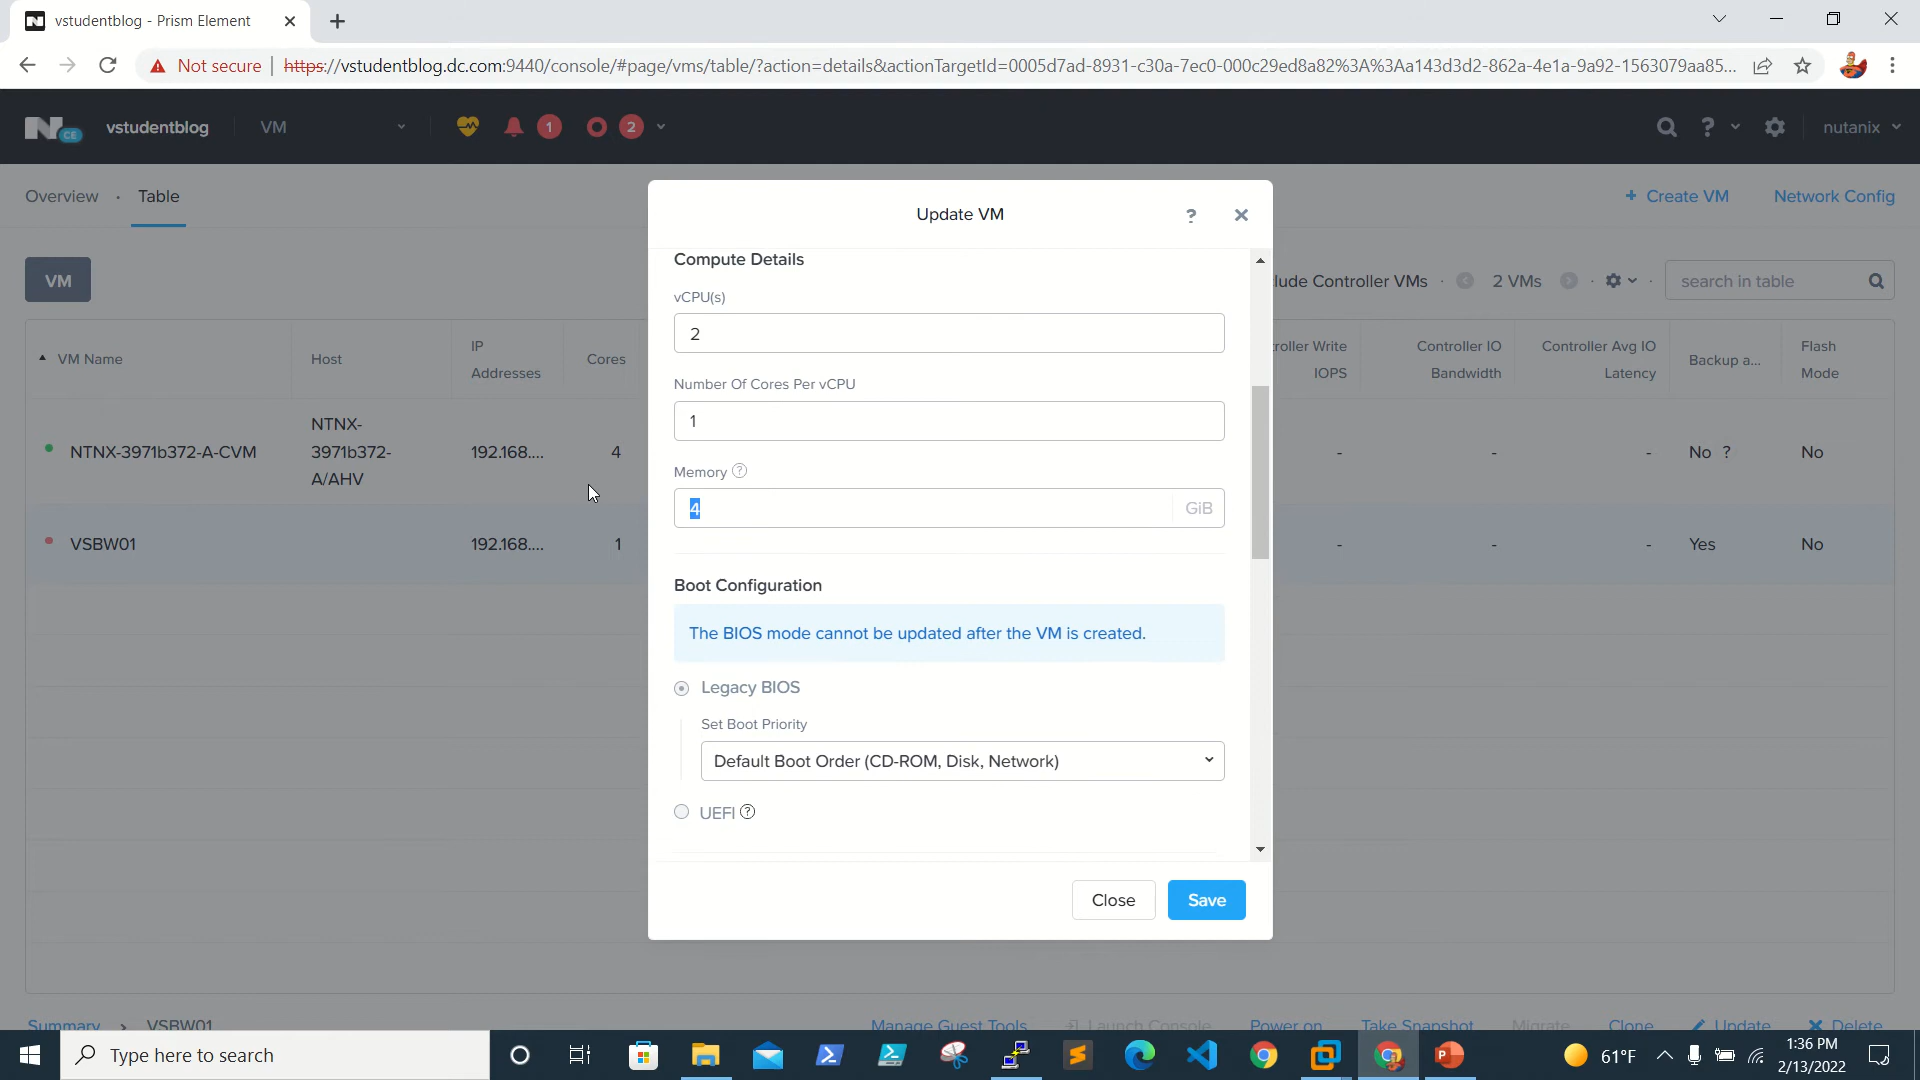 vstudentblog - Prism Element
Not secure https://vstudentblog.dc.com:9440/console/#page/vms/table/?action=details&actionTargetId=0005d7ad-8931-c30a-7ec0-000c29ed8a82%3A%3Aa143d3d2-862a-4e1a-9a92-1563079aa85...
N CE vstudentblog VM 1 2 ? nutanix
Overview · Table + Create VM Network Config
Update VM ?
VM lude Controller VMs · 2 VMs · · search in table
VM Name Host IP Addresses Cores roller Write IOPS Controller IO Bandwidth Controller Avg IO Latency Backup a... Flash Mode
NTNX-3971b372-A-CVM NTNX-3971b372-A/AHV 192.168.... 4 - - - No ? No
VSBW01 192.168.... 1 - - - Yes No
Compute Details
vCPU(s)
2
Number Of Cores Per vCPU
1
Memory ?
4 GiB
Boot Configuration
The BIOS mode cannot be updated after the VM is created.
Legacy BIOS
Set Boot Priority
Default Boot Order (CD-ROM, Disk, Network)
UEFI ?
Close Save
Summary > VSBW01 Manage Guest Tools Launch Console Power on Take Snapshot Migrate Clone Update Delete
Type here to search 61°F 1:36 PM
2/13/2022